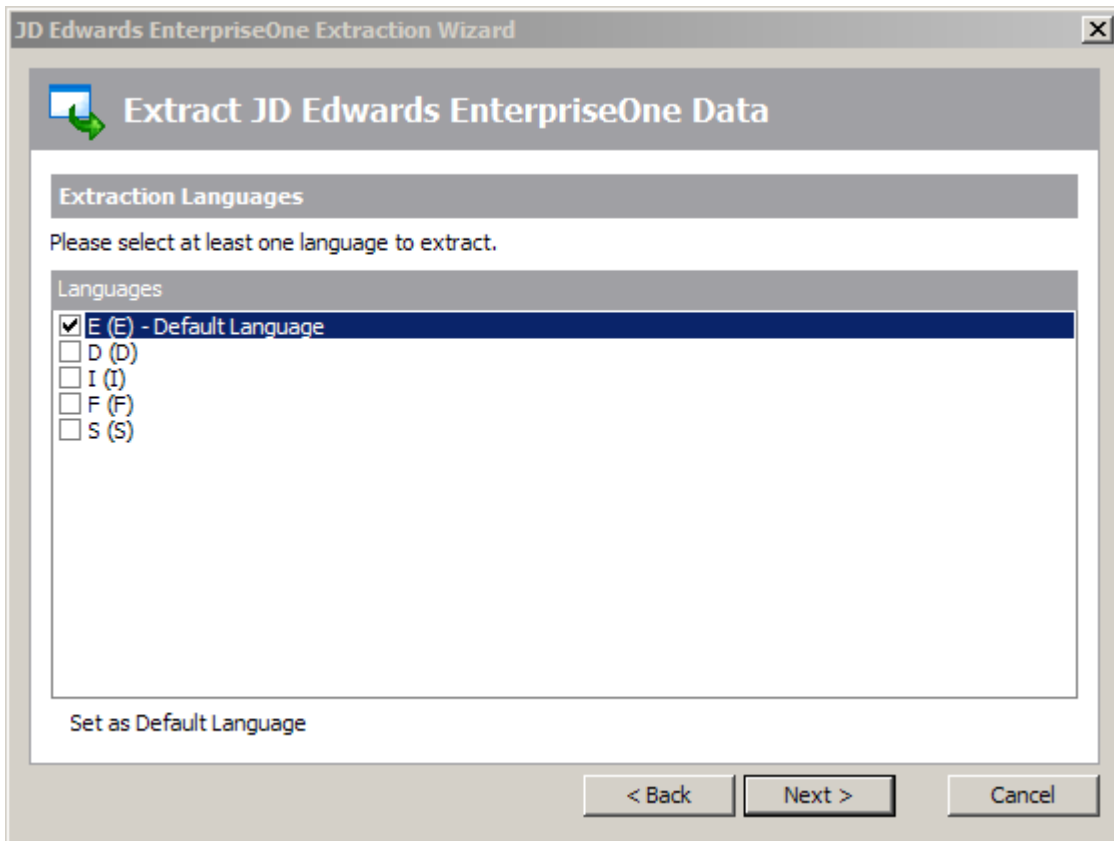 JD Edwards EnterpriseOne Extraction Wizard
Extract JD Edwards EnterpriseOne Data
Extraction Languages
Please select at least one language to extract.
Languages
E (E) - Default Language
D (D)
I (I)
F (F)
S (S)
Set as Default Language
< Back Next > Cancel